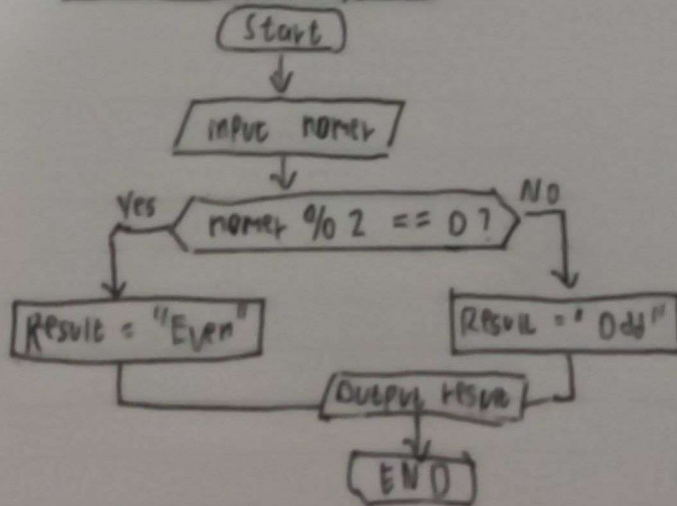 Start
input nomer
Yes
nomer % 2 == 0 ?
No
Result = "Even"
Result = "Odd"
Output result
END